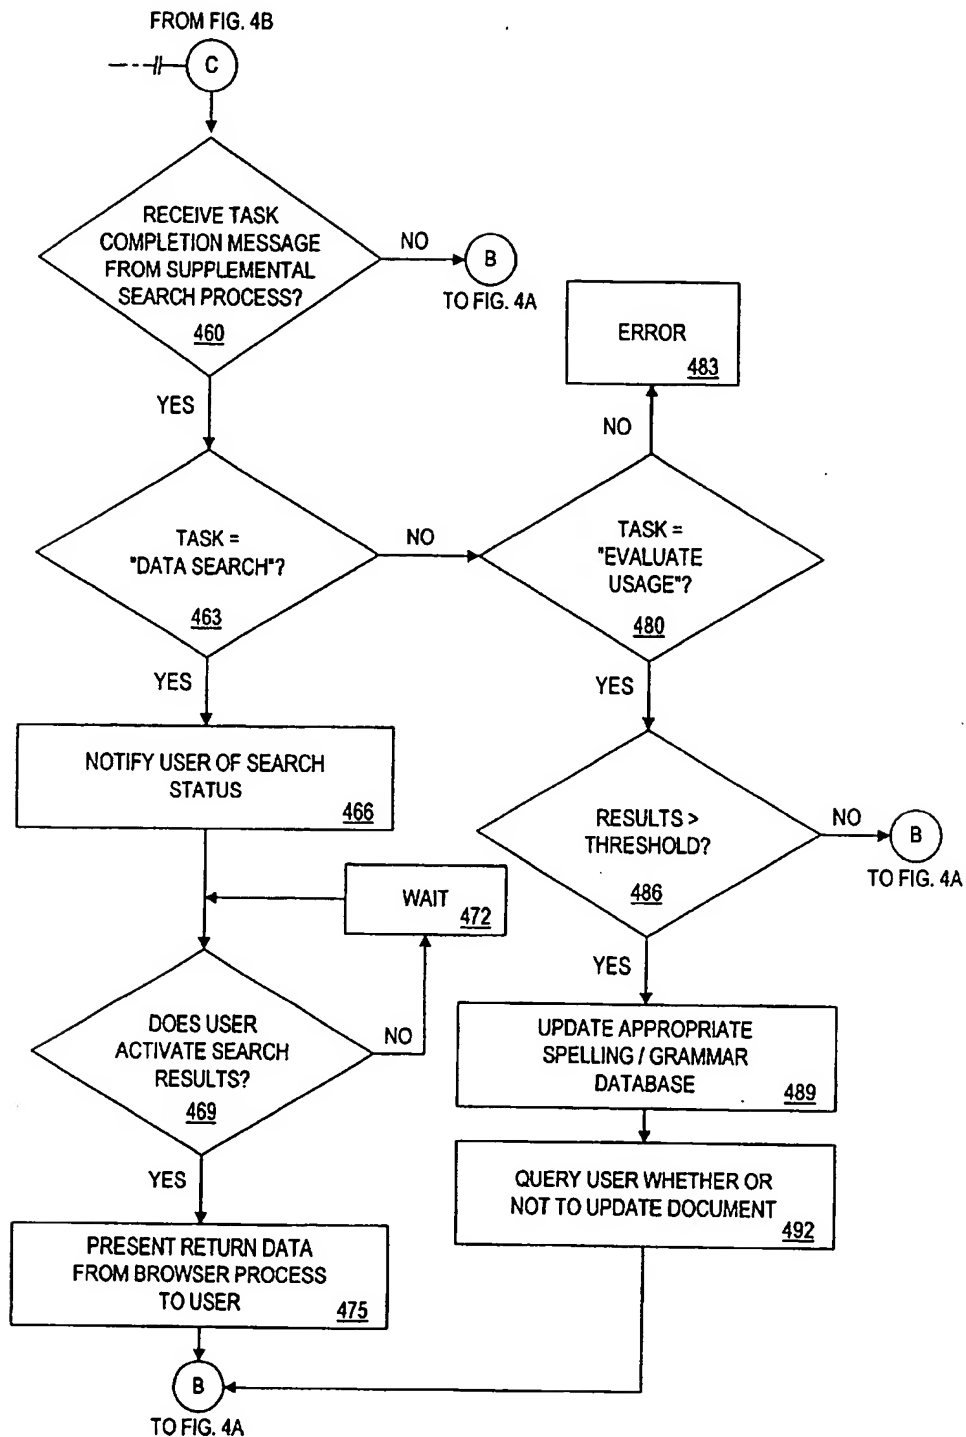 FROM FIG. 4B
C
RECEIVE TASK
COMPLETION MESSAGE
FROM SUPPLEMENTAL
SEARCH PROCESS?
460
NO
B
TO FIG. 4A
YES
ERROR
483
NO
TASK =
"DATA SEARCH"?
463
NO
TASK =
"EVALUATE
USAGE"?
480
YES
YES
NOTIFY USER OF SEARCH
STATUS
466
RESULTS >
THRESHOLD?
486
NO
B
TO FIG. 4A
WAIT
472
YES
DOES USER
ACTIVATE SEARCH
RESULTS?
469
NO
UPDATE APPROPRIATE
SPELLING / GRAMMAR
DATABASE
489
YES
QUERY USER WHETHER OR
NOT TO UPDATE DOCUMENT
492
PRESENT RETURN DATA
FROM BROWSER PROCESS
TO USER
475
B
TO FIG. 4A